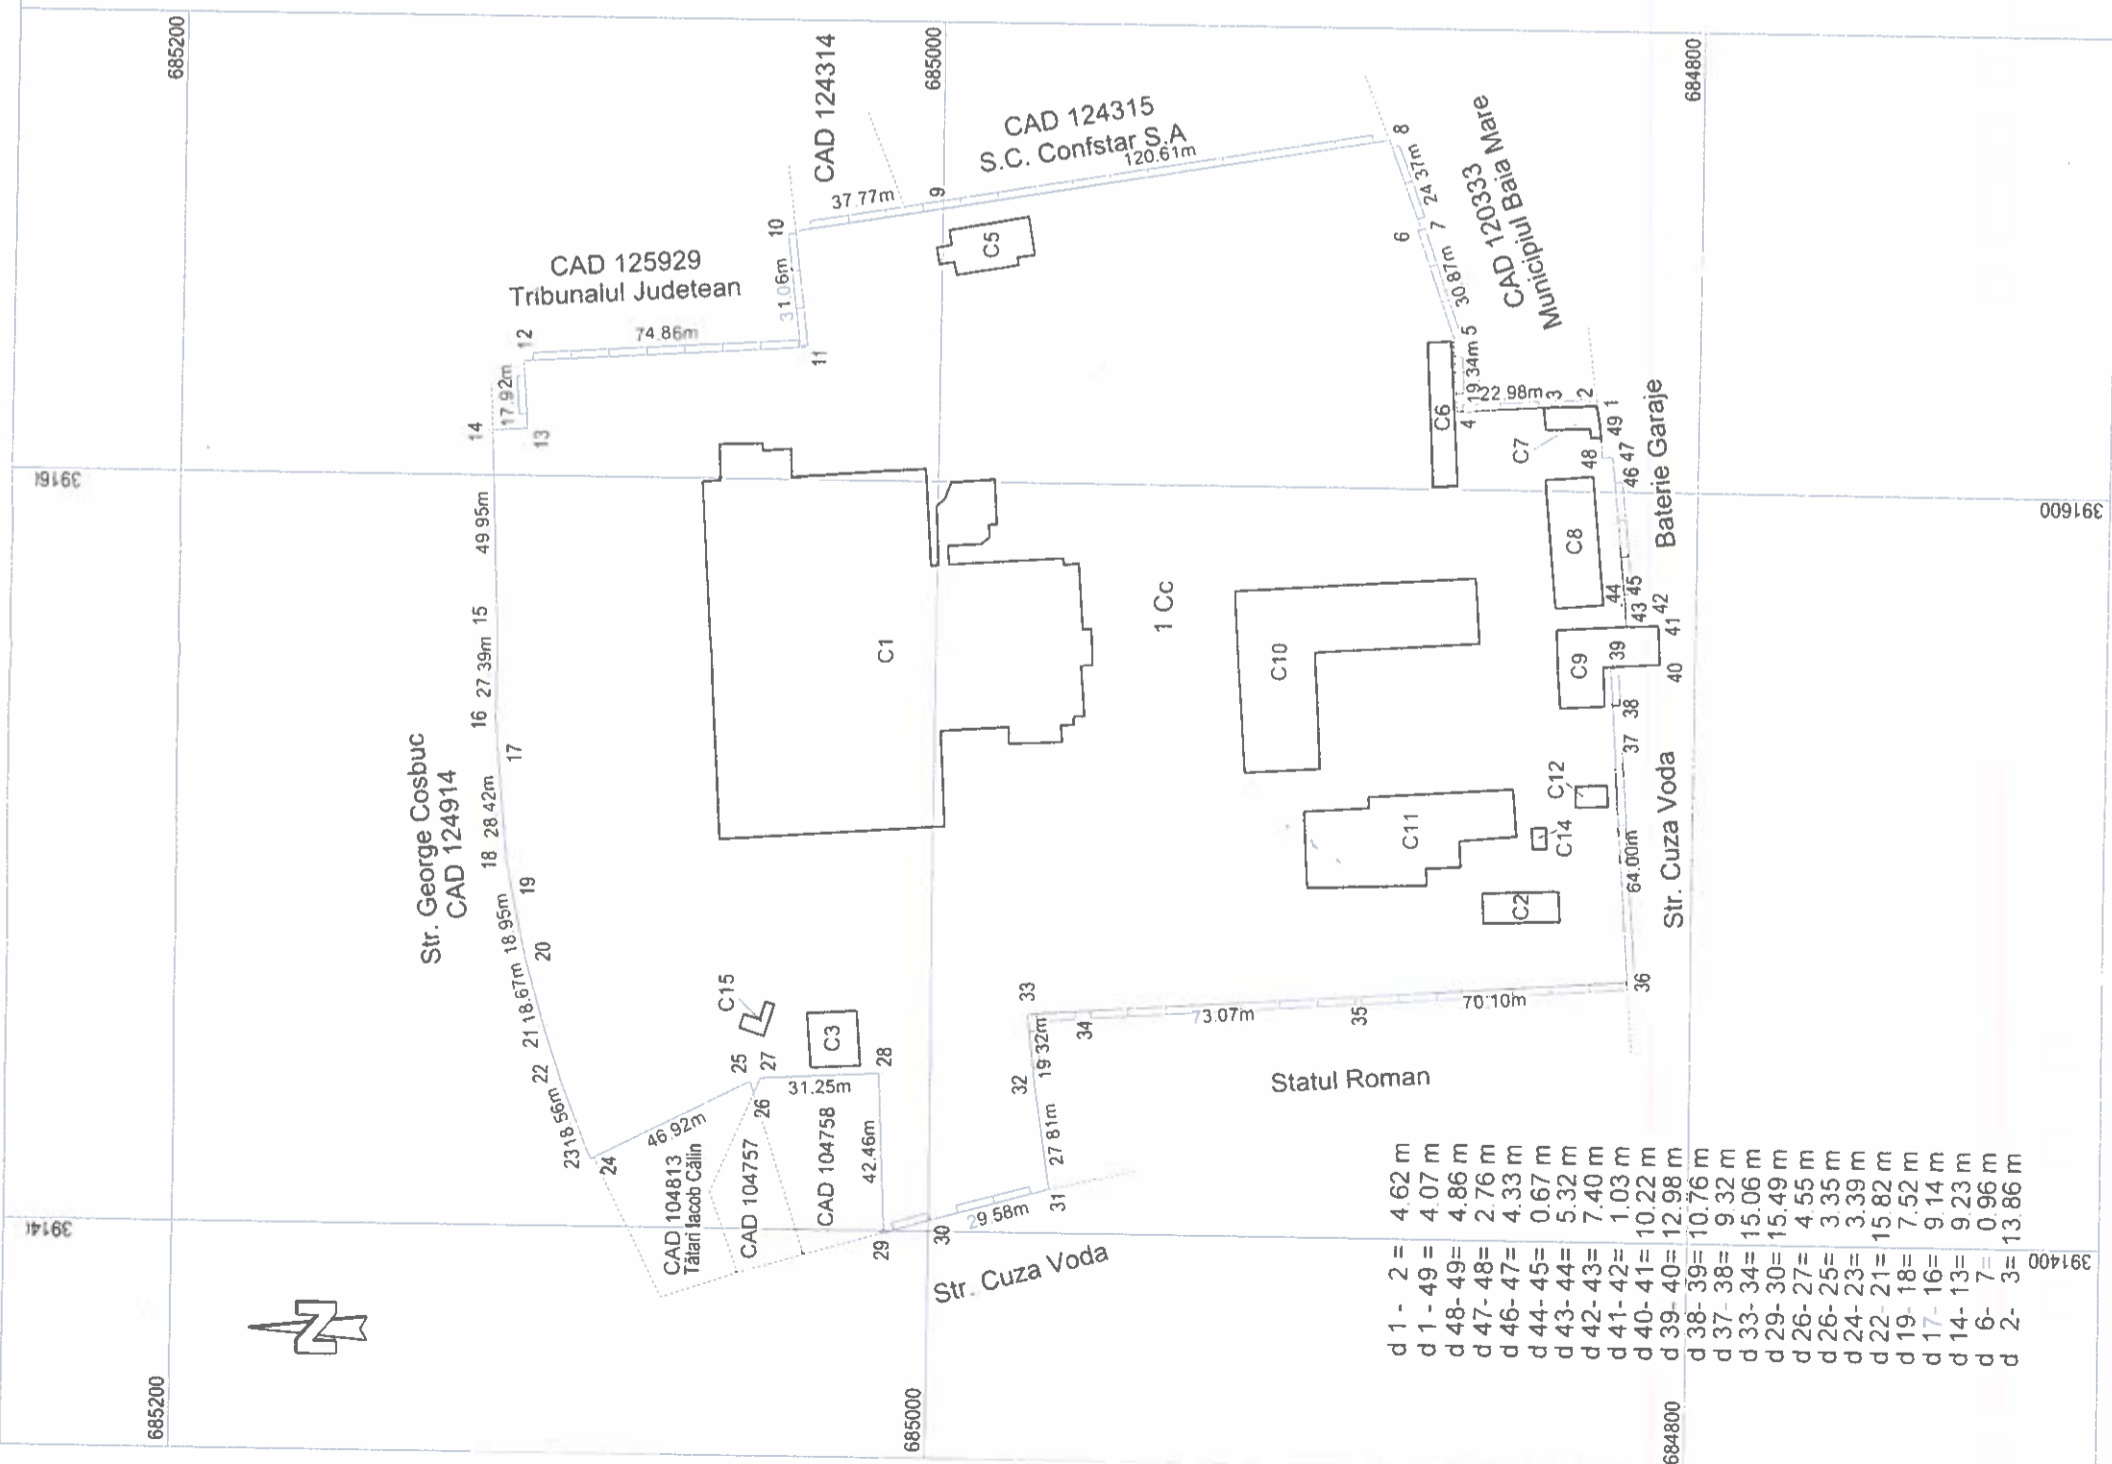 685200
685000
684800
3916
391600
3914
391400
685200
685000
684800
N
Str. George Cosbuc
CAD 124914
CAD 125929
Tribunalul Judetean
CAD 124314
CAD 124315
S.C. Confstar S.A
CAD 120333
Municipiul Baia Mare
Baterie Garaje
Str. Cuza Voda
Statul Roman
Str. Cuza Voda
CAD 104813
Tătari Iacob Călin
CAD 104757
CAD 104758
1 Cc
C1
C2
C3
C5
C6
C7
C8
C9
C10
C11
C12
C14
C15
23
18.56m
22
21
18.67m
20
18.95m
19
18
28.42m
17
16
27.39m
15
49.95m
14
17.92m
13
12
74.86m
11
31.06m
10
37.77m
9
120.61m
8
24.37m
7
6
30.87m
5
19.34m
4
22.98m
3
2
1
49
48
47
46
45
44
43
42
41
40
39
38
37
64.00m
36
70.10m
35
73.07m
34
33
19.32m
32
27.81m
31
29.58m
30
29
42.46m
28
31.25m
27
26
25
46.92m
24
d 1 - 2 = 4.62 m
d 1 - 49 = 4.07 m
d 48- 49= 4.86 m
d 47- 48= 2.76 m
d 46- 47= 4.33 m
d 44- 45= 0.67 m
d 43- 44= 5.32 m
d 42- 43= 7.40 m
d 41- 42= 1.03 m
d 40- 41= 10.22 m
d 39- 40= 12.98 m
d 38- 39= 10.76 m
d 37- 38= 9.32 m
d 33- 34= 15.06 m
d 29- 30= 15.49 m
d 26- 27= 4.55 m
d 26- 25= 3.35 m
d 24- 23= 3.39 m
d 22- 21= 15.82 m
d 19- 18= 7.52 m
d 17- 16= 9.14 m
d 14- 13= 9.23 m
d 6- 7= 0.96 m
d 2- 3= 13.86 m